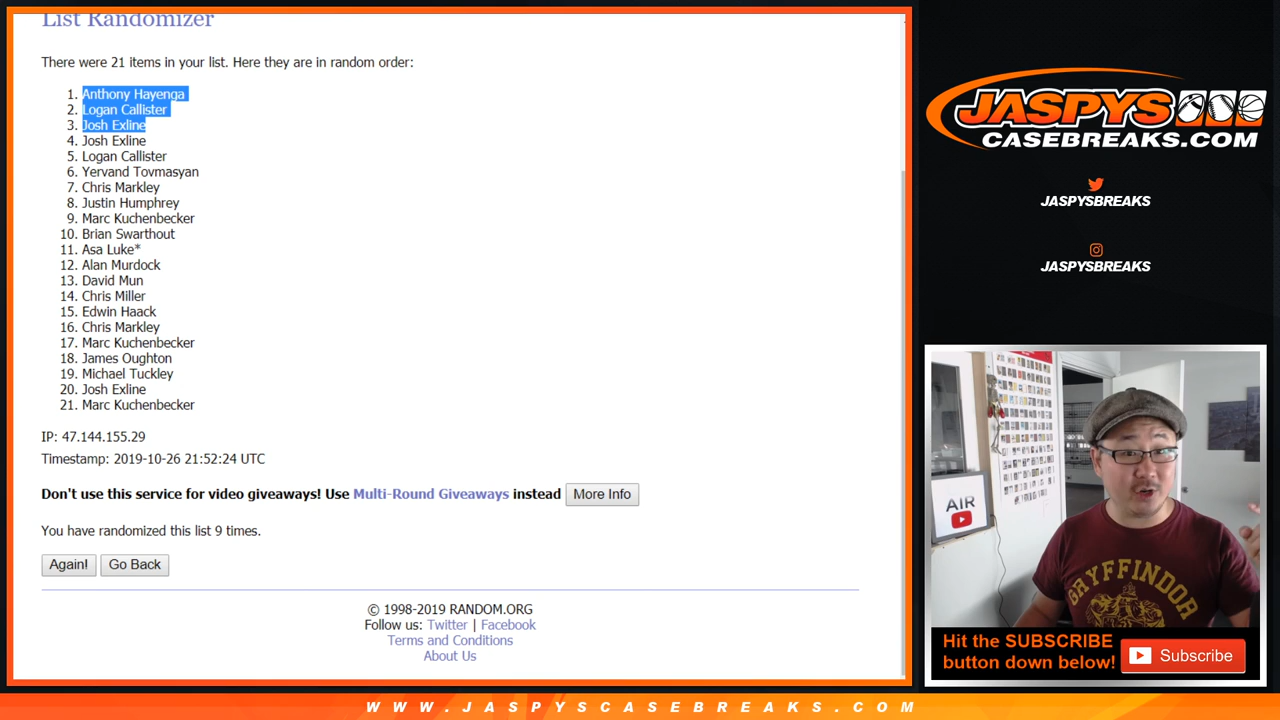 List Randomizer
There were 21 items in your list. Here they are in random order:
1. Anthony Hayenga
2. Logan Callister
3. Josh Exline
4. Josh Exline
5. Logan Callister
6. Yervand Tovmasyan
7. Chris Markley
8. Justin Humphrey
9. Marc Kuchenbecker
10. Brian Swarthout
11. Asa Luke*
12. Alan Murdock
13. David Mun
14. Chris Miller
15. Edwin Haack
16. Chris Markley
17. Marc Kuchenbecker
18. James Oughton
19. Michael Tuckley
20. Josh Exline
21. Marc Kuchenbecker
IP: 47.144.155.29
Timestamp: 2019-10-26 21:52:24 UTC
Don't use this service for video giveaways! Use Multi-Round Giveaways instead More Info
You have randomized this list 9 times.
Again! Go Back
© 1998-2019 RANDOM.ORG
Follow us: Twitter | Facebook
Terms and Conditions
About Us
JASPYS
CASEBREAKS.COM
JASPYSBREAKS
JASPYSBREAKS
AIR
GRYFFINDOR
Hit the SUBSCRIBE
button down below!
Subscribe
WWW.JASPYSCASEBREAKS.COM